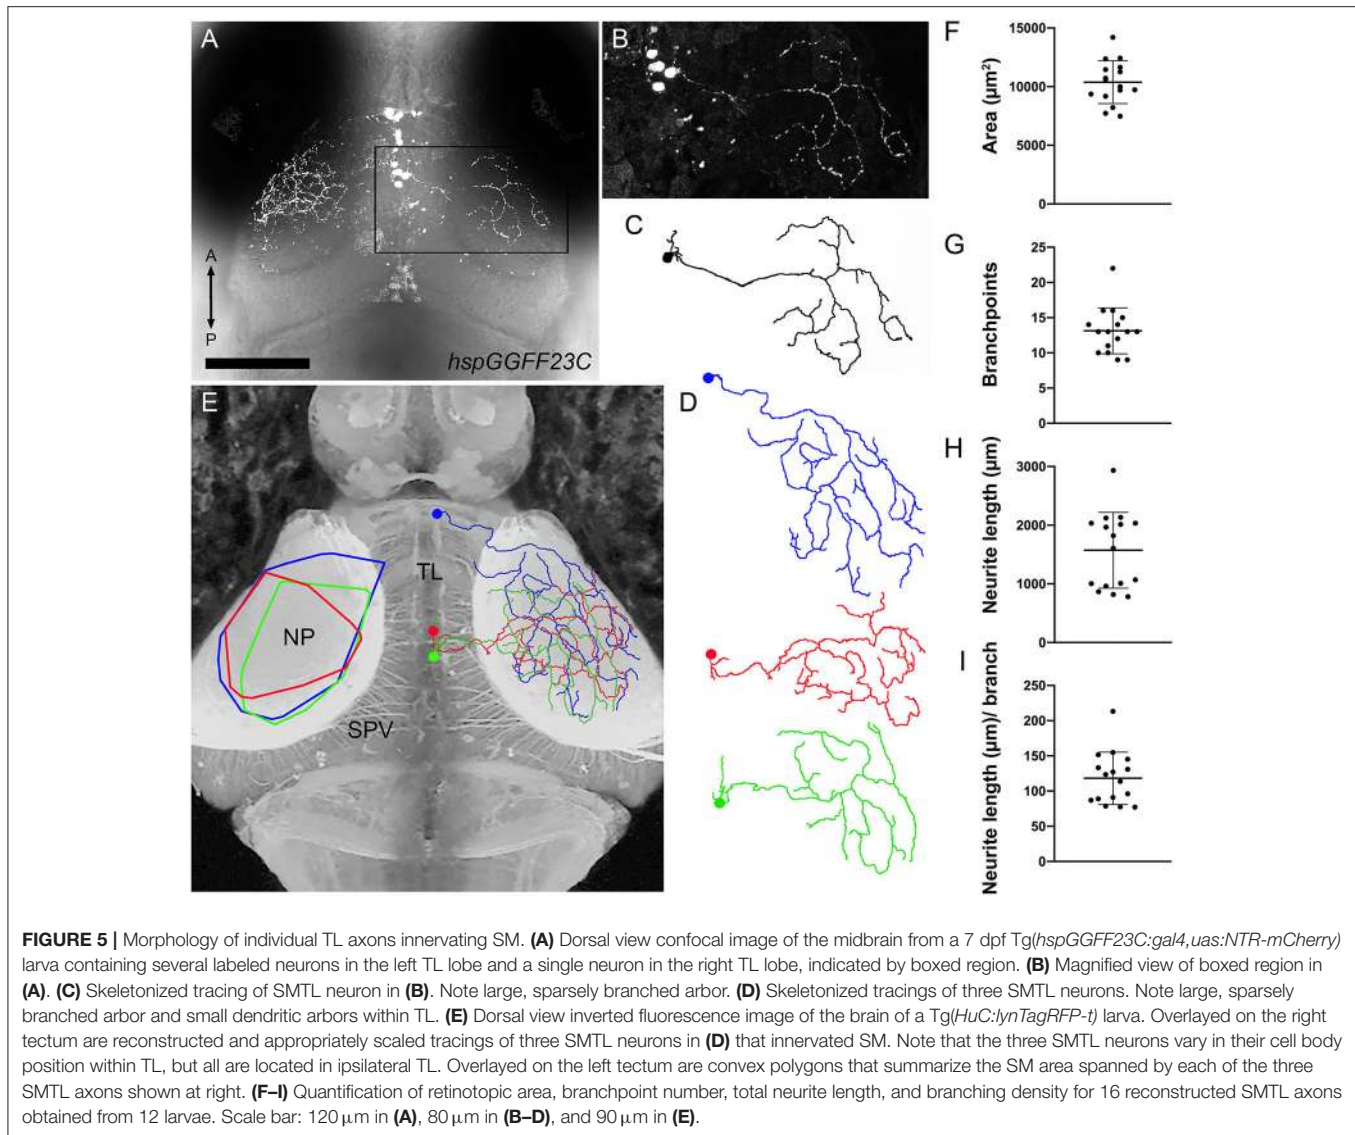 A
A
P
hspGGFF23C
B
C
D
E
TL
NP
SPV
F
Area (µm²)
15000
10000
5000
0
G
Branchpoints
25
20
15
10
5
0
H
Neurite length (µm)
3000
2000
1000
0
I
Neurite length (µm)/ branch
250
200
150
100
50
0
FIGURE 5 | Morphology of individual TL axons innervating SM. (A) Dorsal view confocal image of the midbrain from a 7 dpf Tg(hspGGFF23C:gal4,uas:NTR-mCherry)
larva containing several labeled neurons in the left TL lobe and a single neuron in the right TL lobe, indicated by boxed region. (B) Magnified view of boxed region in
(A). (C) Skeletonized tracing of SMTL neuron in (B). Note large, sparsely branched arbor. (D) Skeletonized tracings of three SMTL neurons. Note large, sparsely
branched arbor and small dendritic arbors within TL. (E) Dorsal view inverted fluorescence image of the brain of a Tg(HuC:lynTagRFP-t) larva. Overlayed on the right
tectum are reconstructed and appropriately scaled tracings of three SMTL neurons in (D) that innervated SM. Note that the three SMTL neurons vary in their cell body
position within TL, but all are located in ipsilateral TL. Overlayed on the left tectum are convex polygons that summarize the SM area spanned by each of the three
SMTL axons shown at right. (F–I) Quantification of retinotopic area, branchpoint number, total neurite length, and branching density for 16 reconstructed SMTL axons
obtained from 12 larvae. Scale bar: 120 µm in (A), 80 µm in (B–D), and 90 µm in (E).